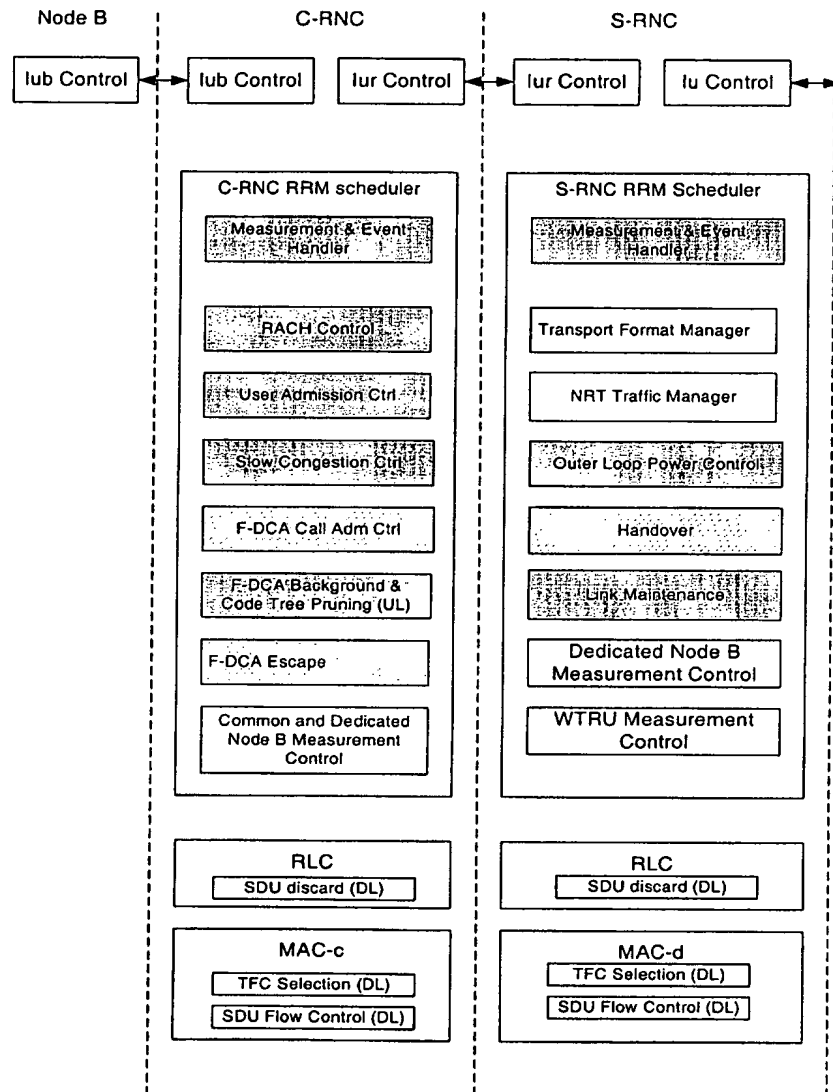 Node B
C-RNC
S-RNC
Iub Control
Iub Control
Iur Control
Iur Control
Iu Control
C-RNC RRM scheduler
Measurement & Event
Handler
RACH Control
User Admission Ctrl
Slow Congestion Ctrl
F-DCA Call Adm Ctrl
F-DCA Background &
Code Tree Pruning (UL)
F-DCA Escape
Common and Dedicated
Node B Measurement
Control
S-RNC RRM Scheduler
Measurement & Event
Handler
Transport Format Manager
NRT Traffic Manager
Outer Loop Power Control
Handover
Link Maintenance
Dedicated Node B
Measurement Control
WTRU Measurement
Control
RLC
SDU discard (DL)
RLC
SDU discard (DL)
MAC-c
TFC Selection (DL)
SDU Flow Control (DL)
MAC-d
TFC Selection (DL)
SDU Flow Control (DL)